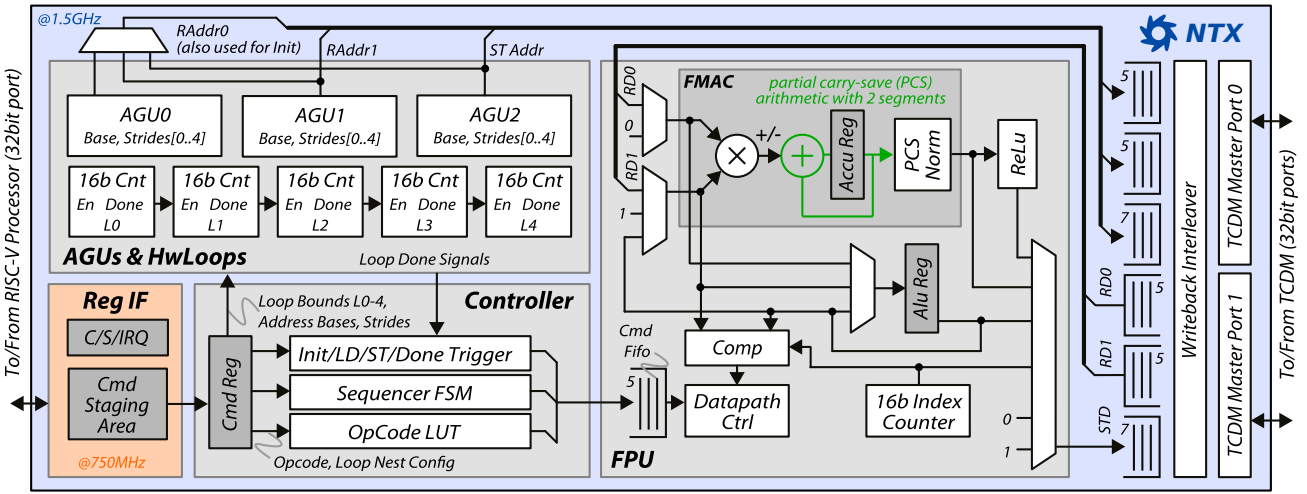 @1.5GHz
RAddr0
(also used for Init)
RAddr1
ST Addr
NTX
To/From RISC-V Processor (32bit port)
AGU0
Base, Strides[0..4]
AGU1
Base, Strides[0..4]
AGU2
Base, Strides[0..4]
16b Cnt
En Done
L0
16b Cnt
En Done
L1
16b Cnt
En Done
L2
16b Cnt
En Done
L3
16b Cnt
En Done
L4
AGUs & HwLoops
Loop Done Signals
Reg IF
C/S/IRQ
Cmd
Staging
Area
@750MHz
Loop Bounds L0-4,
Address Bases, Strides
Controller
Cmd Reg
Init/LD/ST/Done Trigger
Sequencer FSM
OpCode LUT
Opcode, Loop Nest Config
RD0
0
RD1
1
FMAC
partial carry-save (PCS)
arithmetic with 2 segments
+/-
Accu Reg
PCS
Norm
ReLu
Alu Reg
Cmd
Fifo
5
Comp
Datapath
Ctrl
16b Index
Counter
0
1
FPU
5
5
7
RD0
5
RD1
5
STD
7
Writeback Interleaver
TCDM Master Port 0
TCDM Master Port 1
To/From TCDM (32bit ports)